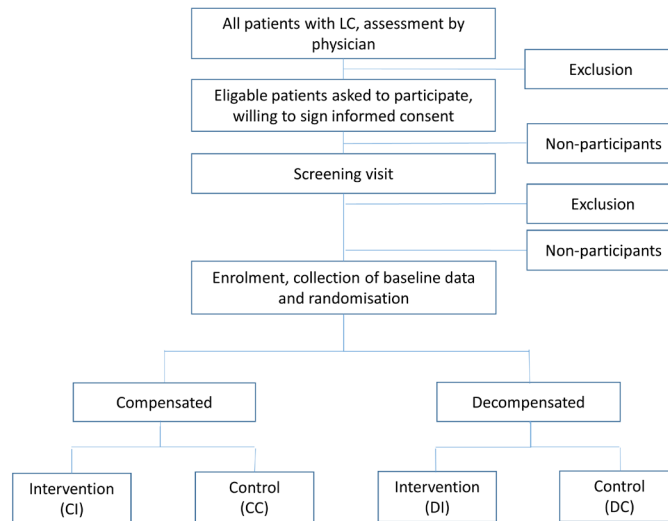 All patients with LC, assessment by
physician
Exclusion
Eligable patients asked to participate,
willing to sign informed consent
Non-participants
Screening visit
Exclusion
Non-participants
Enrolment, collection of baseline data
and randomisation
Compensated
Decompensated
Intervention
(CI)
Control
(CC)
Intervention
(DI)
Control
(DC)